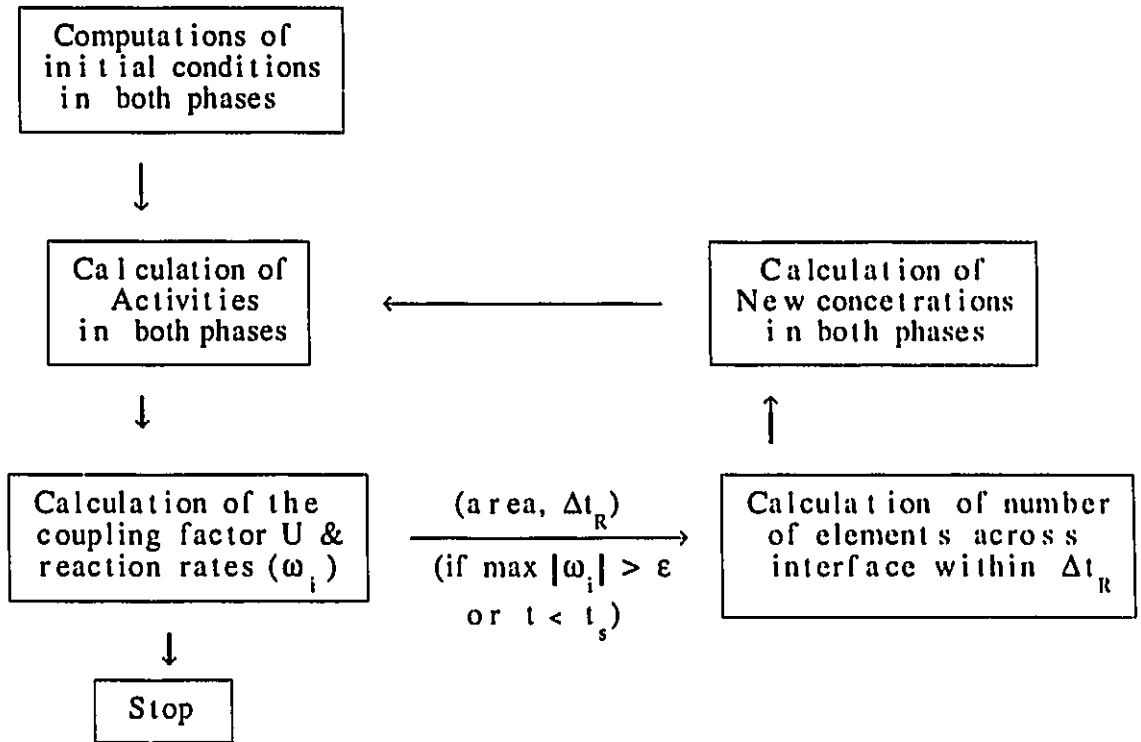 Computations of
initial conditions
in both phases
Calculation of
Activities
in both phases
Calculation of
New concetrations
in both phases
Calculation of the
coupling factor U &
reaction rates (ω_i)
(area, Δt_R)
(if max |ω_i| > ε
or t < t_s)
Calculation of number
of elements across
interface within Δt_R
Stop